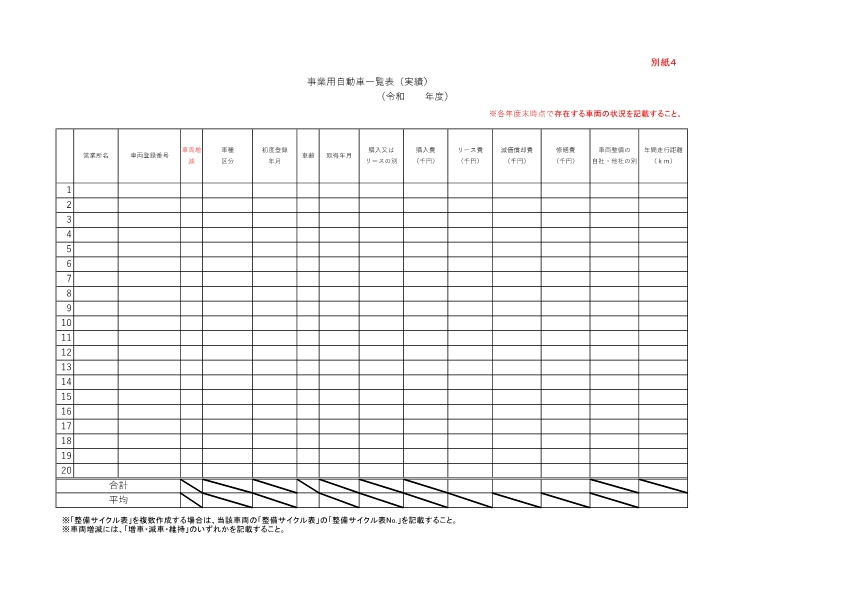 別紙4
事業用自動車一覧表（実績）
（令和　　年度）
※各年度末時点で存在する車両の状況を記載すること。
営業所名 車両登録番号 車両増減 車種区分 初度登録年月 車齢 取得年月 購入又はリースの別 購入費（千円） リース費（千円） 減価償却費（千円） 修繕費（千円） 車両整備の自社・他社の別 年間走行距離（ｋｍ）
1
2
3
4
5
6
7
8
9
10
11
12
13
14
15
16
17
18
19
20
合計
平均
※「整備サイクル表」を複数作成する場合は、当該車両の「整備サイクル表」の「整備サイクル表No.」を記載すること。
※車両増減には、「増車・減車・維持」のいずれかを記載すること。